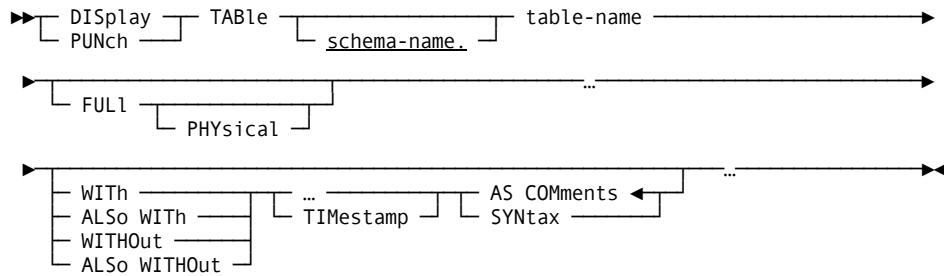 DISplay TABle table-name
PUNch schema-name.
…
FULl
PHYsical
…
WITh … AS COMments
ALSo WITh TIMestamp SYNtax
WITHOut
ALSo WITHOut